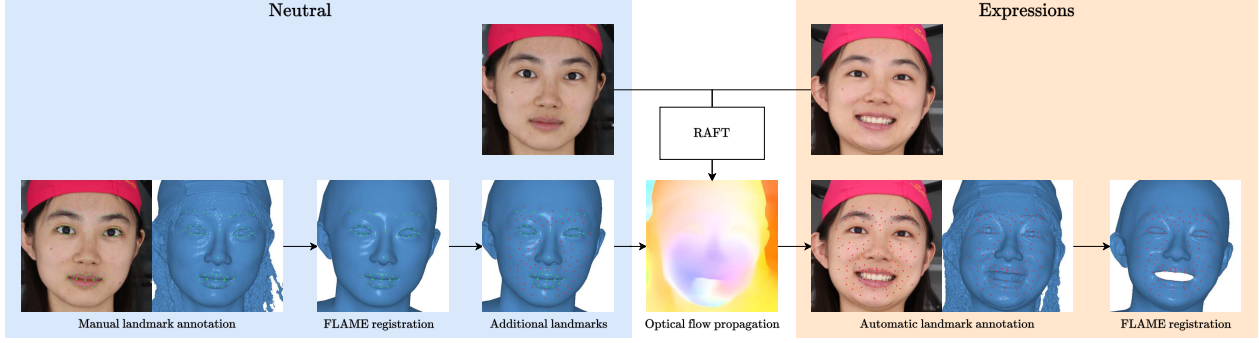 Neutral
Expressions
RAFT
Manual landmark annotation
FLAME registration
Additional landmarks
Optical flow propagation
Automatic landmark annotation
FLAME registration